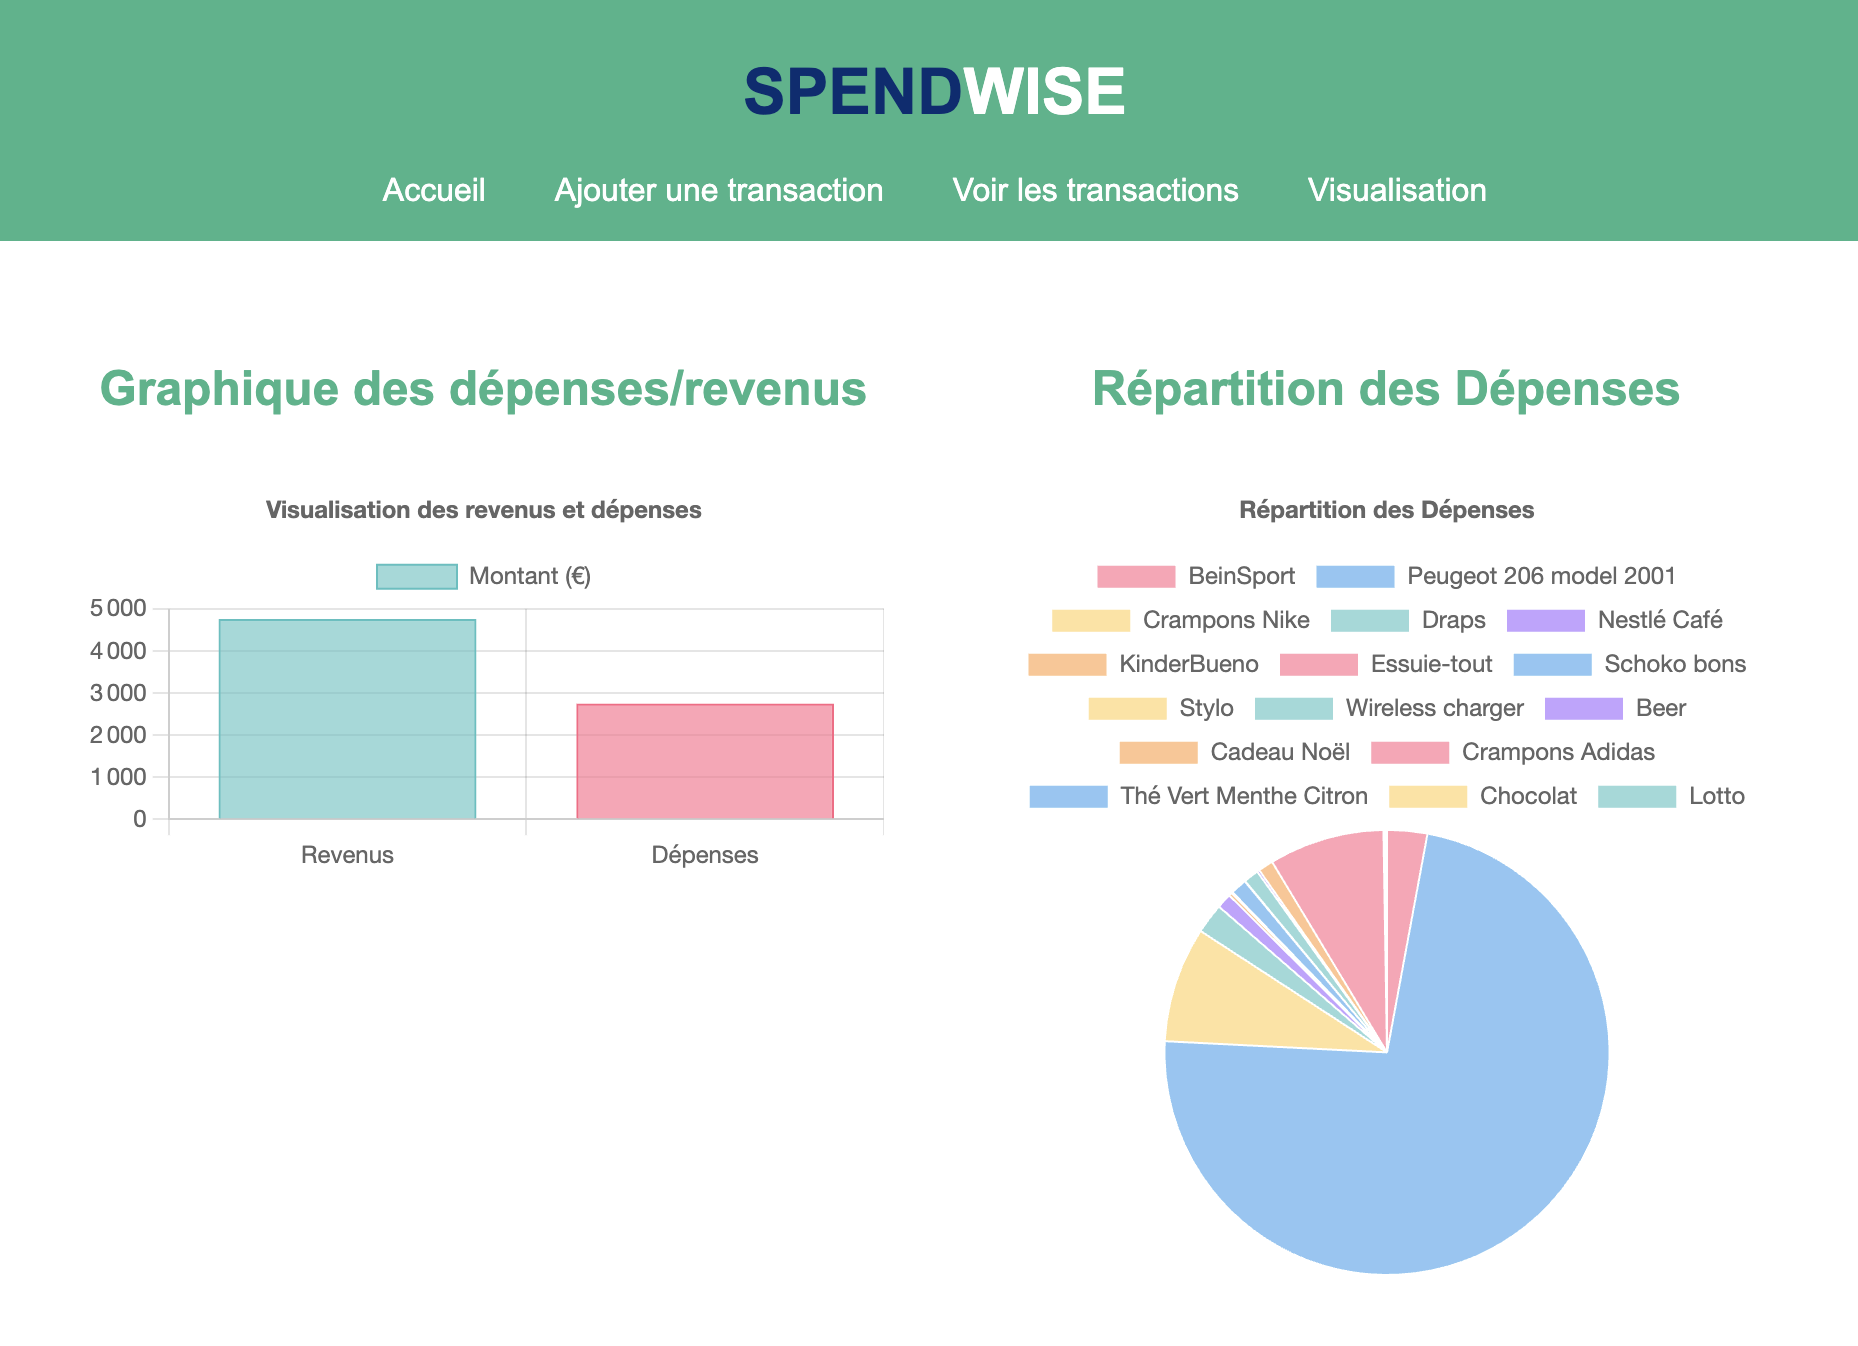 SPENDWISE
Accueil Ajouter une transaction Voir les transactions Visualisation
Graphique des dépenses/revenus
Visualisation des revenus et dépenses
Montant (€)
5 000
4 000
3 000
2 000
1 000
0
Revenus Dépenses
Répartition des Dépenses
Répartition des Dépenses
BeinSport Peugeot 206 model 2001
Crampons Nike Draps Nestlé Café
KinderBueno Essuie-tout Schoko bons
Stylo Wireless charger Beer
Cadeau Noël Crampons Adidas
Thé Vert Menthe Citron Chocolat Lotto